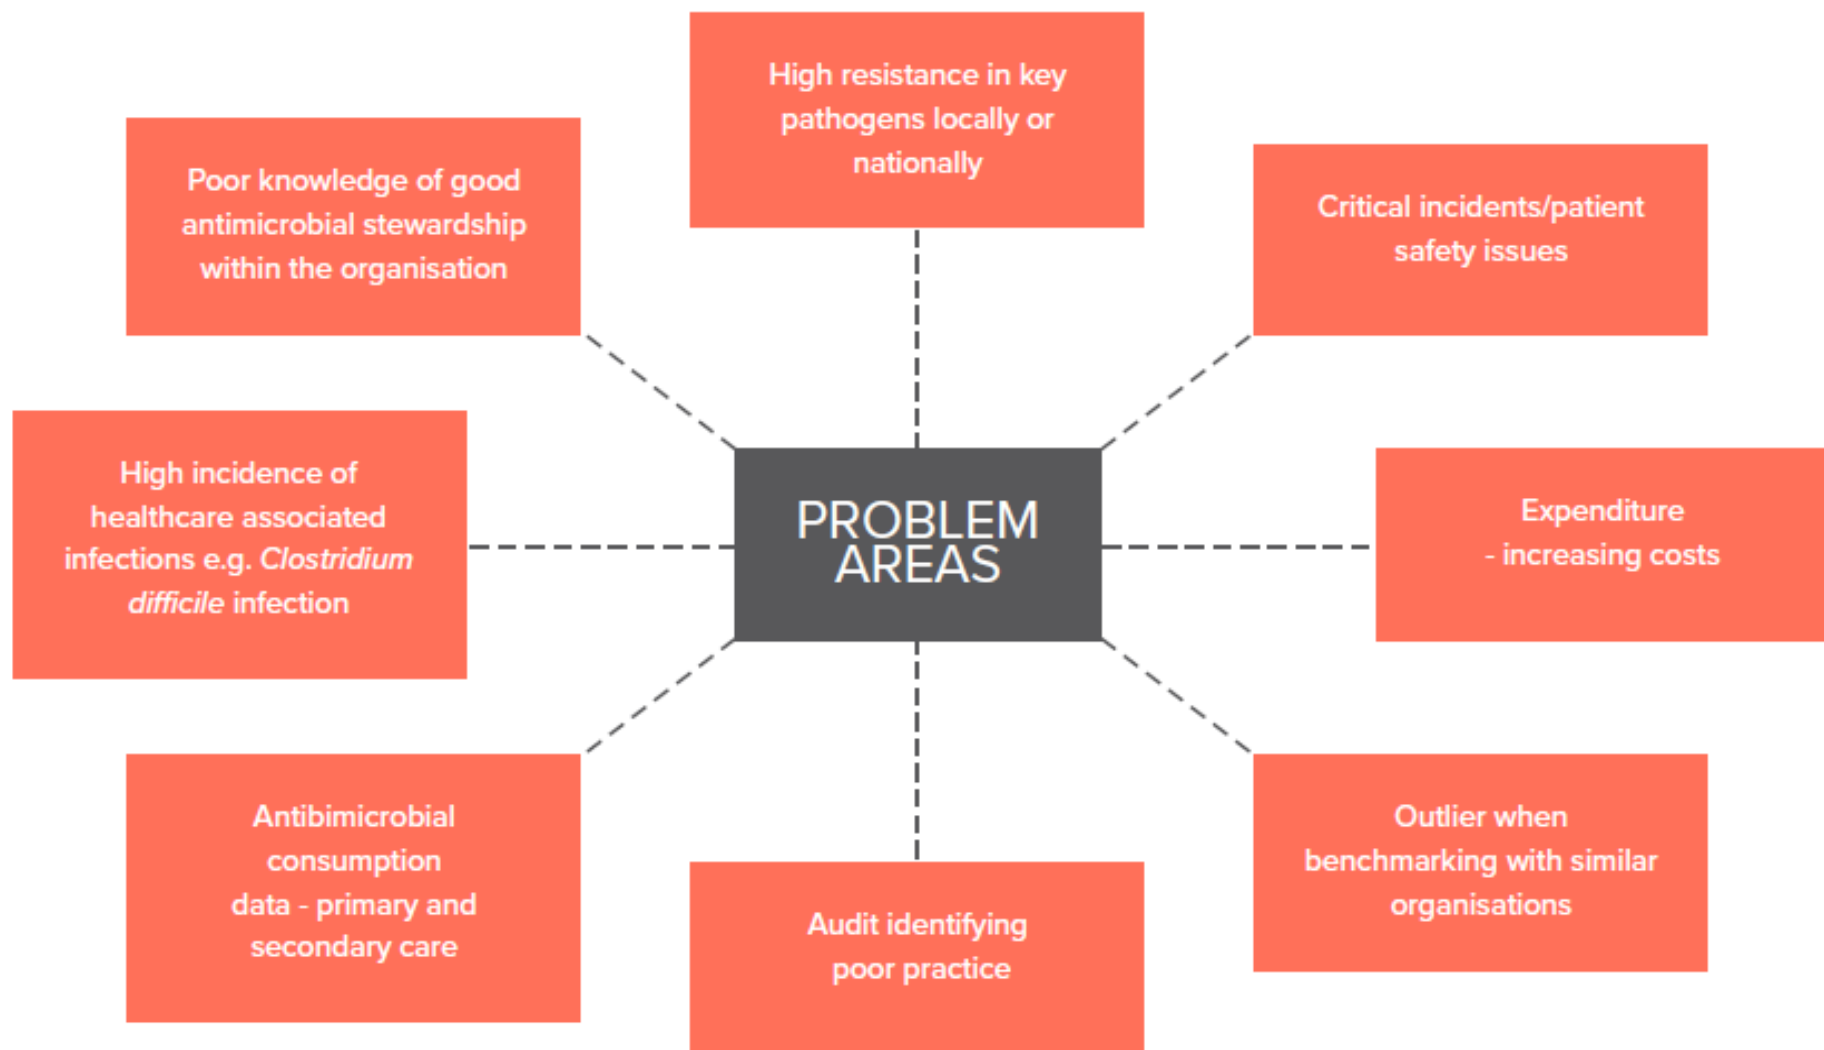 High resistance in key
pathogens locally or
nationally
Poor knowledge of good
antimicrobial stewardship
within the organisation
Critical incidents/patient
safety issues
High incidence of
healthcare associated
infections e.g. Clostridium
difficile infection
PROBLEM
AREAS
Expenditure
- increasing costs
Antibimicrobial
consumption
data - primary and
secondary care
Outlier when
benchmarking with similar
organisations
Audit identifying
poor practice